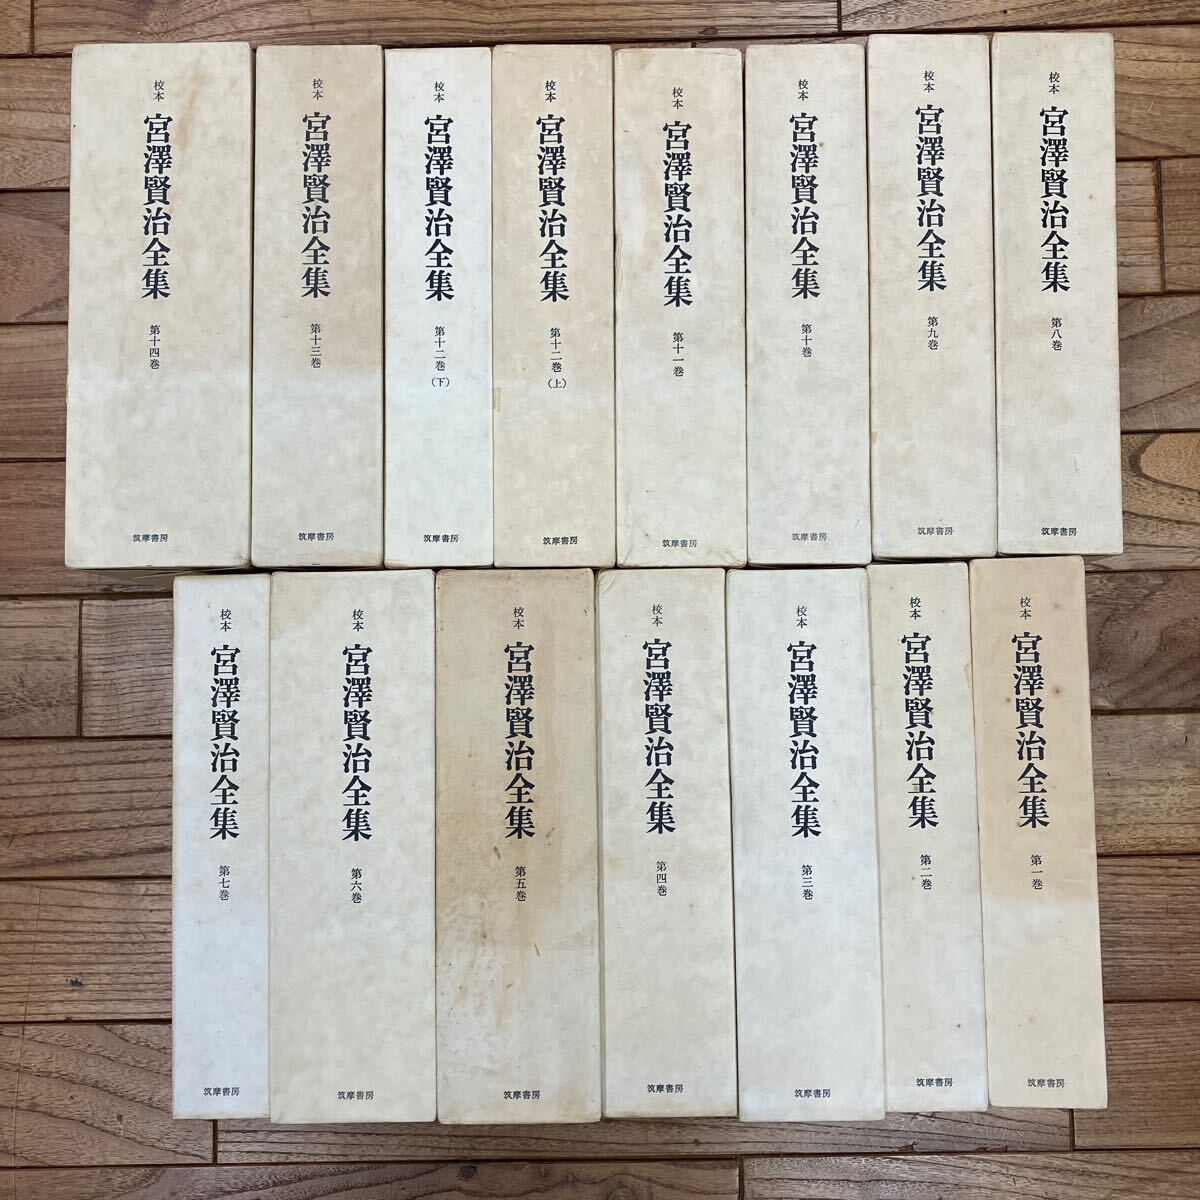 校本
宮澤賢治全集
第十四巻
筑摩書房
校本
宮澤賢治全集
第十三巻
筑摩書房
校本
宮澤賢治全集
第十二巻
(下)
筑摩書房
校本
宮澤賢治全集
第十二巻
(上)
筑摩書房
校本
宮澤賢治全集
第十一巻
筑摩書房
校本
宮澤賢治全集
第十巻
筑摩書房
校本
宮澤賢治全集
第九巻
筑摩書房
校本
宮澤賢治全集
第八巻
筑摩書房
校本
宮澤賢治全集
第七巻
筑摩書房
校本
宮澤賢治全集
第六巻
筑摩書房
校本
宮澤賢治全集
第五巻
筑摩書房
校本
宮澤賢治全集
第四巻
筑摩書房
校本
宮澤賢治全集
第三巻
筑摩書房
校本
宮澤賢治全集
第二巻
筑摩書房
校本
宮澤賢治全集
第一巻
筑摩書房